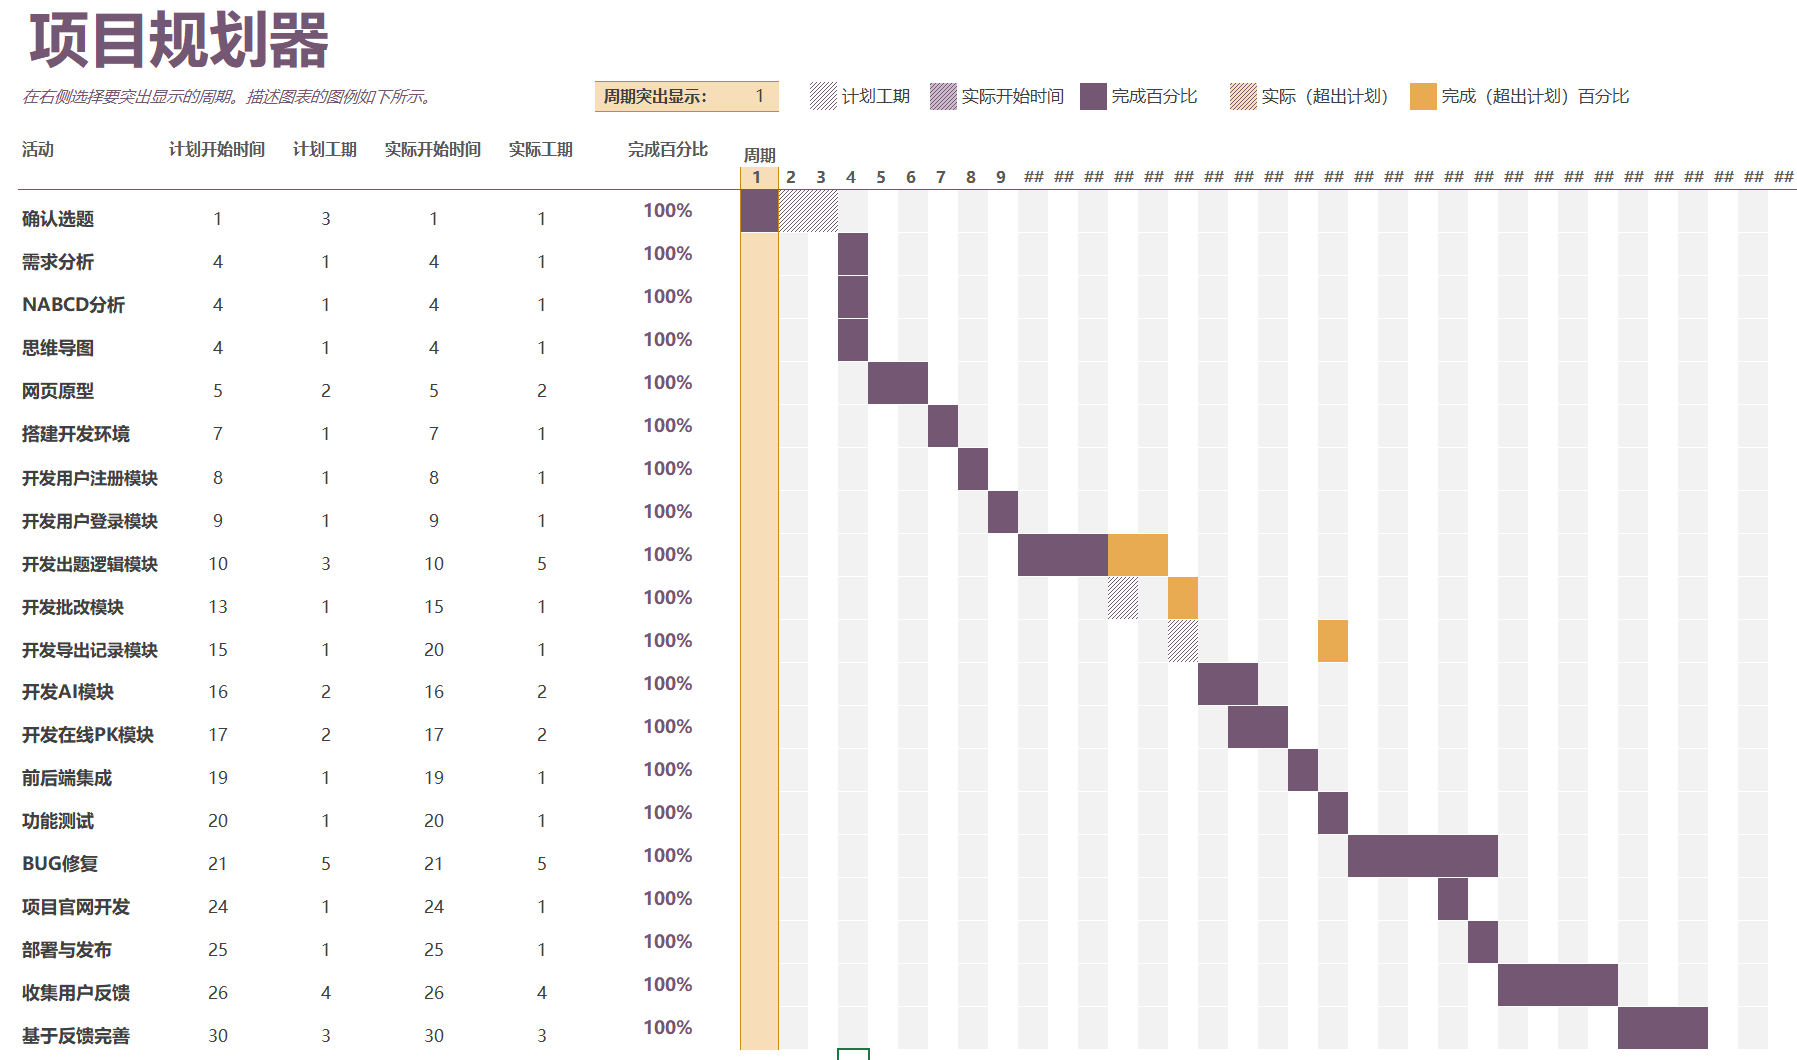 项目规划器
在右侧选择要突出显示的周期。描述图表的图例如下所示。
周期突出显示： 1
计划工期 实际开始时间 完成百分比 实际（超出计划） 完成（超出计划）百分比
活动 计划开始时间 计划工期 实际开始时间 实际工期 完成百分比 周期
1 2 3 4 5 6 7 8 9 ## ## ## ## ## ## ## ## ## ## ## ## ## ## ## ## ## ## ## ## ## ## ## ## ## ##
确认选题 1 3 1 1 100%
需求分析 4 1 4 1 100%
NABCD分析 4 1 4 1 100%
思维导图 4 1 4 1 100%
网页原型 5 2 5 2 100%
搭建开发环境 7 1 7 1 100%
开发用户注册模块 8 1 8 1 100%
开发用户登录模块 9 1 9 1 100%
开发出题逻辑模块 10 3 10 5 100%
开发批改模块 13 1 15 1 100%
开发导出记录模块 15 1 20 1 100%
开发AI模块 16 2 16 2 100%
开发在线PK模块 17 2 17 2 100%
前后端集成 19 1 19 1 100%
功能测试 20 1 20 1 100%
BUG修复 21 5 21 5 100%
项目官网开发 24 1 24 1 100%
部署与发布 25 1 25 1 100%
收集用户反馈 26 4 26 4 100%
基于反馈完善 30 3 30 3 100%